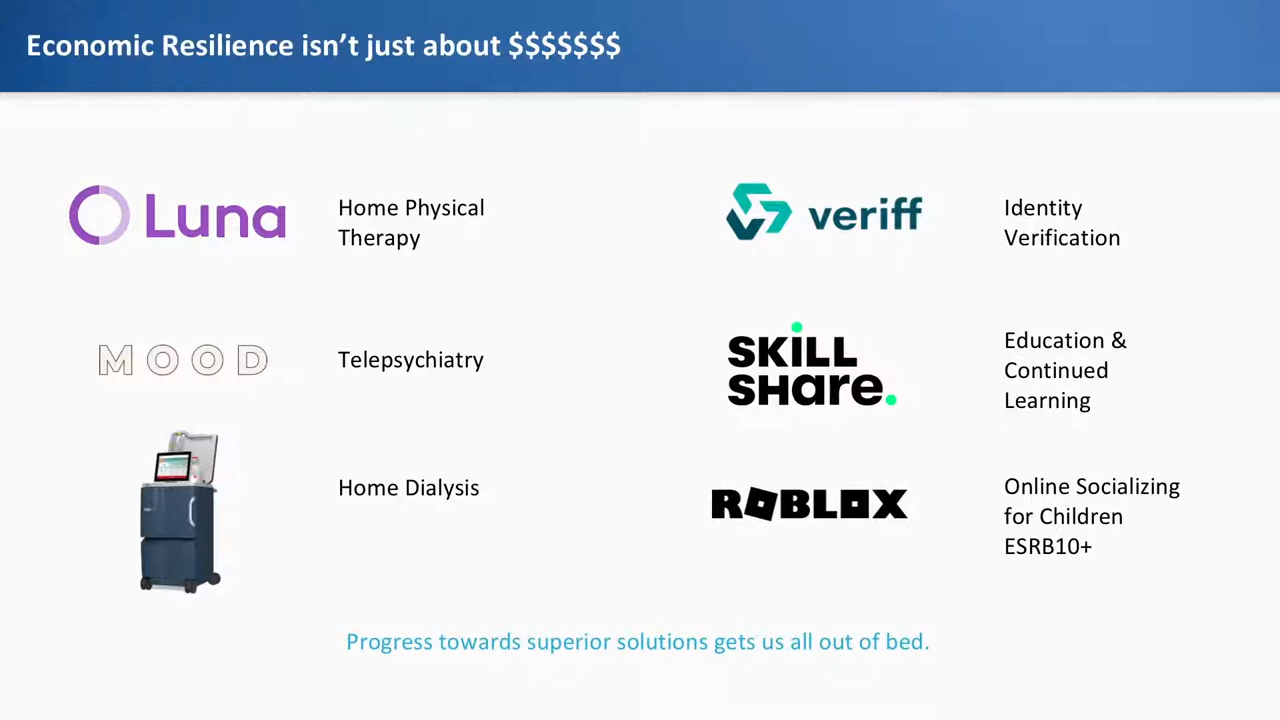 Economic Resilience isn't just about $$$$$$$
Luna
Home Physical
Therapy
veriff
Identity
Verification
MOOD
Telepsychiatry
SKILL
SHare.
Education &
Continued
Learning
Home Dialysis
ROBLOX
Online Socializing
for Children
ESRB10+
Progress towards superior solutions gets us all out of bed.